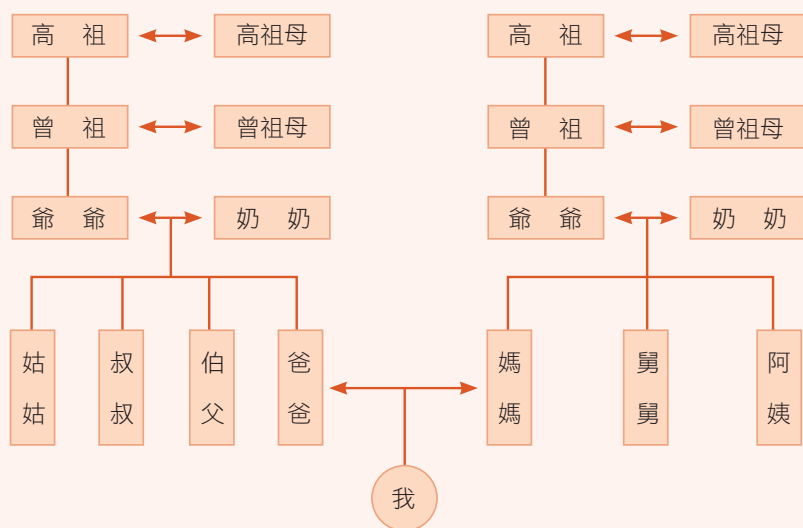 高祖 高祖母 高祖 高祖母
曾祖 曾祖母 曾祖 曾祖母
爺爺 奶奶 爺爺 奶奶
姑姑 叔叔 伯父 爸爸 媽媽 舅舅 阿姨
我